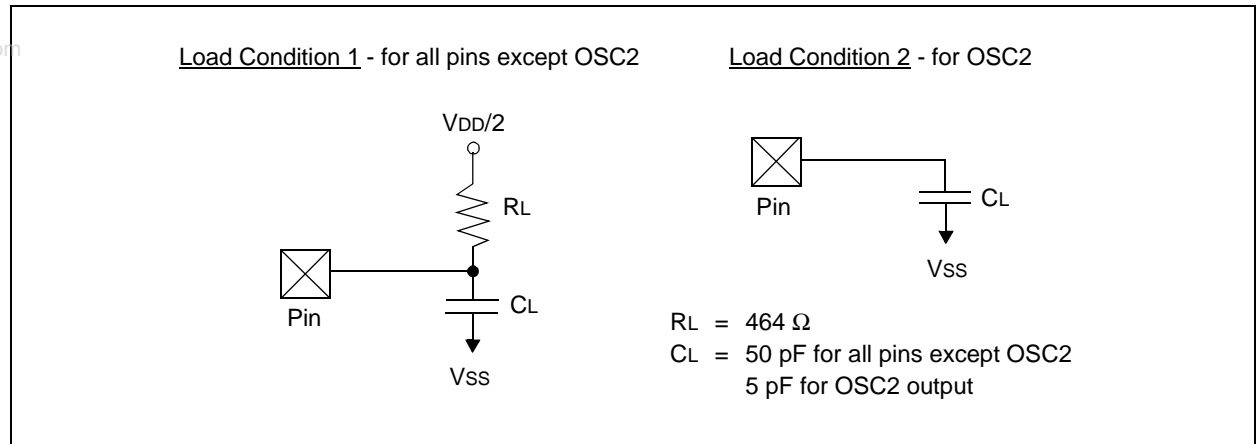 om
Load Condition 1 - for all pins except OSC2
Load Condition 2 - for OSC2
VDD/2
RL
Pin
CL
VSS
Pin
CL
VSS
RL = 464 Ω
CL = 50 pF for all pins except OSC2
5 pF for OSC2 output